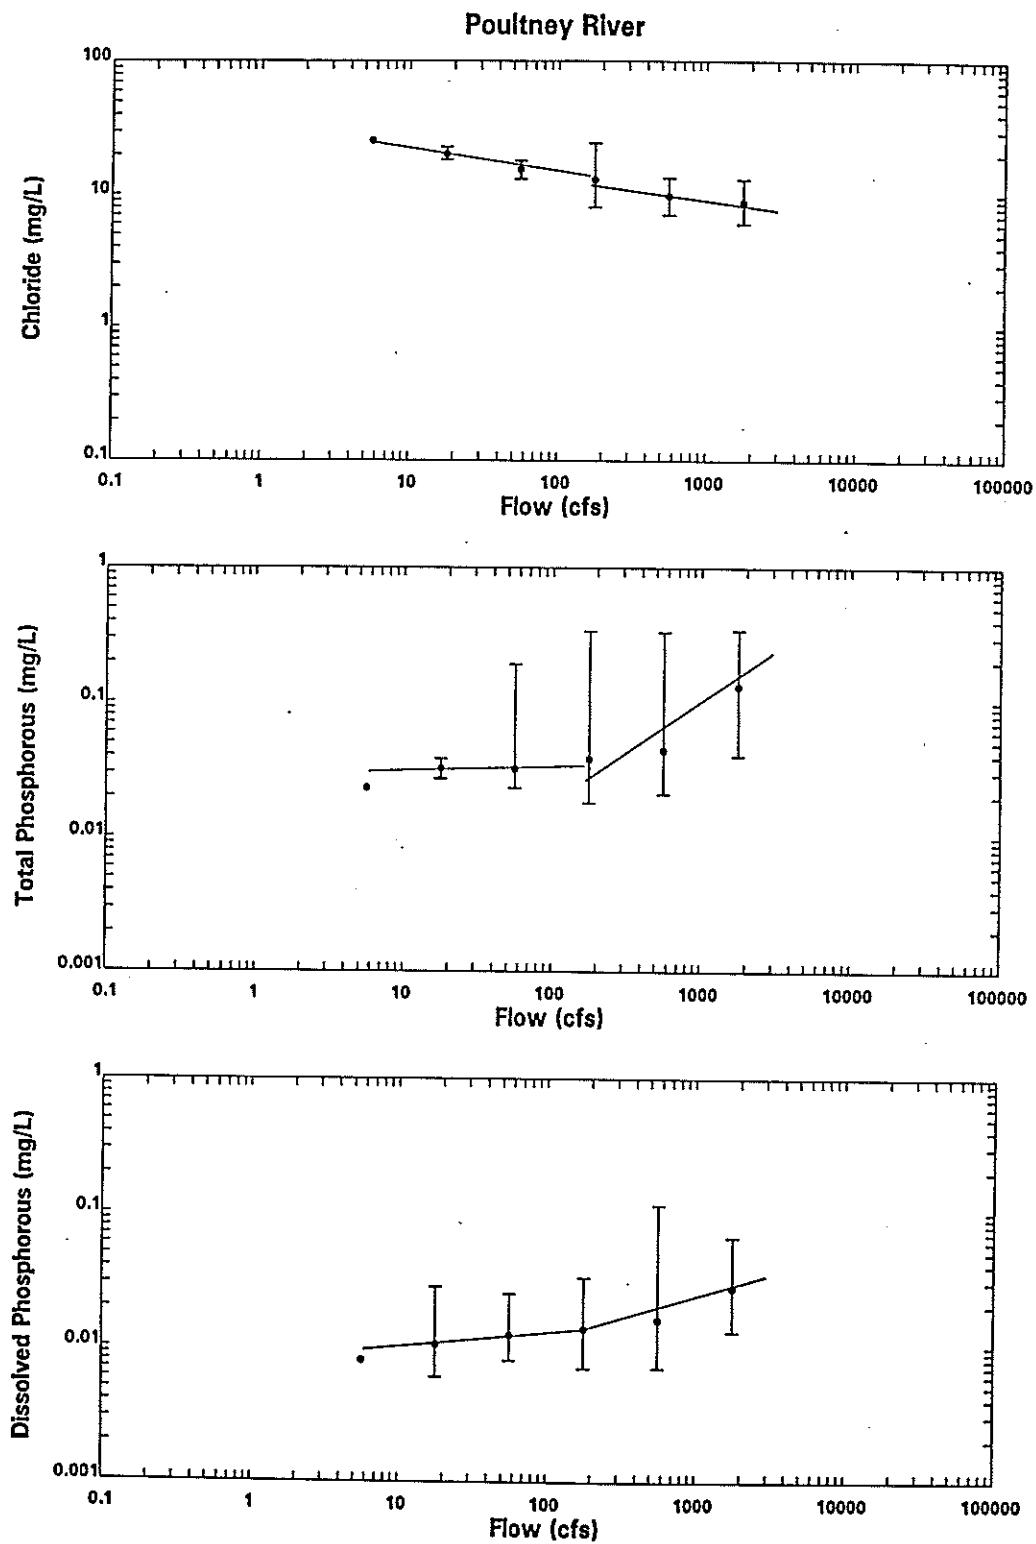 Poultney River
Chloride (mg/L)
100
10
1
0.1
0.1 1 10 100 1000 10000 100000
Flow (cfs)
Total Phosphorous (mg/L)
1
0.1
0.01
0.001
0.1 1 10 100 1000 10000 100000
Flow (cfs)
Dissolved Phosphorous (mg/L)
1
0.1
0.01
0.001
0.1 1 10 100 1000 10000 100000
Flow (cfs)